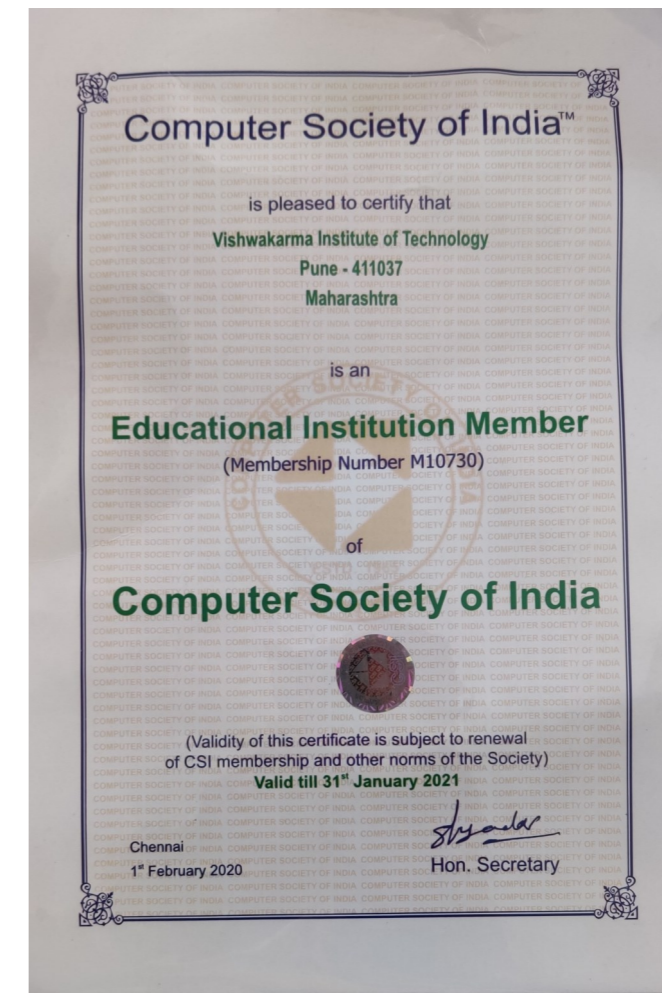 Computer Society of India™
is pleased to certify that
Vishwakarma Institute of Technology
Pune - 411037
Maharashtra
is an
Educational Institution Member
(Membership Number M10730)
of
Computer Society of India
(Validity of this certificate is subject to renewal
of CSI membership and other norms of the Society)
Valid till 31st January 2021
Chennai
1st February 2020
Hon. Secretary